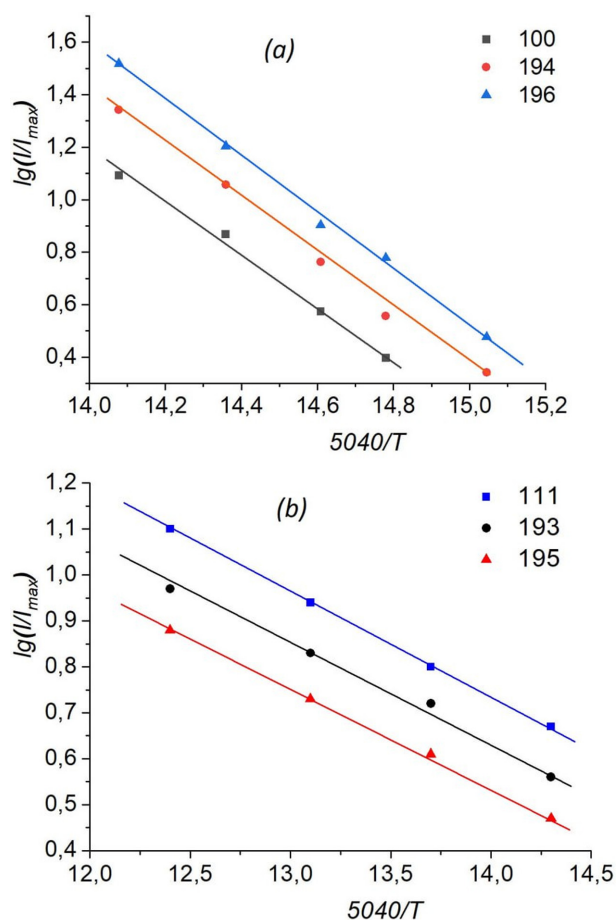 (a)
100
194
196
lg(I/I_max)
1,6
1,4
1,2
1,0
0,8
0,6
0,4
14,0 14,2 14,4 14,6 14,8 15,0 15,2
5040/T
(b)
111
193
195
lg(I/I_max)
1,2
1,1
1,0
0,9
0,8
0,7
0,6
0,5
0,4
12,0 12,5 13,0 13,5 14,0 14,5
5040/T